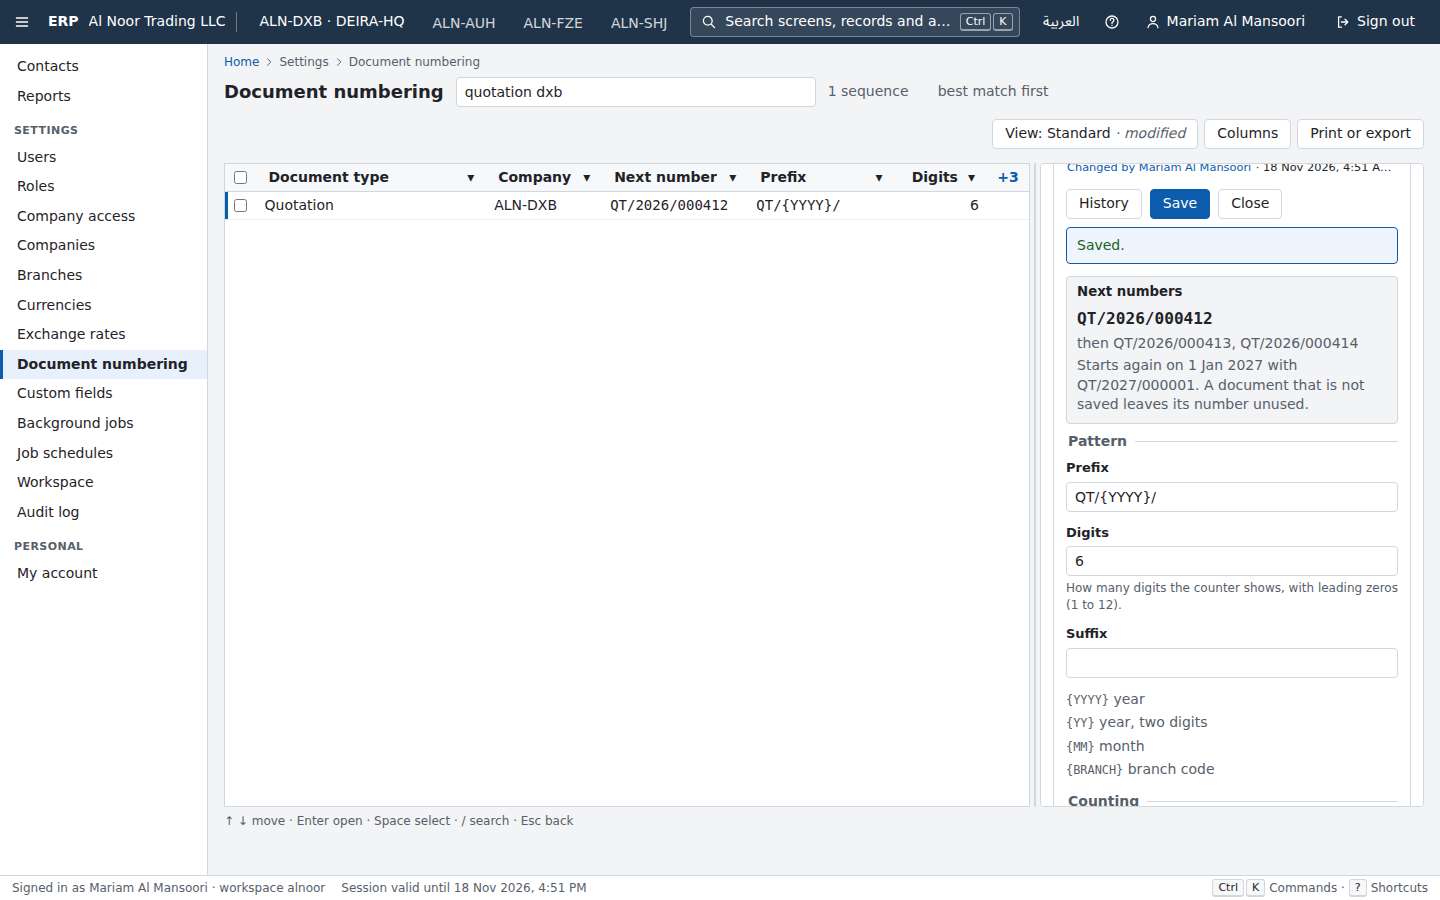 ERP Al Noor Trading LLC ALN-DXB · DEIRA-HQ ALN-AUH ALN-FZE ALN-SHJ Search screens, records and a… Ctrl K العربية Mariam Al Mansoori Sign out
Contacts
Reports
SETTINGS
Users
Roles
Company access
Companies
Branches
Currencies
Exchange rates
Document numbering
Custom fields
Background jobs
Job schedules
Workspace
Audit log
PERSONAL
My account
Home > Settings > Document numbering
Document numbering quotation dxb 1 sequence best match first
View: Standard · modified Columns Print or export
Document type ▼ Company ▼ Next number ▼ Prefix ▼ Digits ▼ +3
Quotation ALN-DXB QT/2026/000412 QT/{YYYY}/ 6
↑ ↓ move · Enter open · Space select · / search · Esc back
Changed by Mariam Al Mansoori · 18 Nov 2026, 4:51 A…
History Save Close
Saved.
Next numbers
QT/2026/000412
then QT/2026/000413, QT/2026/000414
Starts again on 1 Jan 2027 with
QT/2027/000001. A document that is not
saved leaves its number unused.
Pattern
Prefix
QT/{YYYY}/
Digits
6
How many digits the counter shows, with leading zeros
(1 to 12).
Suffix
{YYYY} year
{YY} year, two digits
{MM} month
{BRANCH} branch code
Counting
Signed in as Mariam Al Mansoori · workspace alnoor Session valid until 18 Nov 2026, 4:51 PM Ctrl K Commands · ? Shortcuts